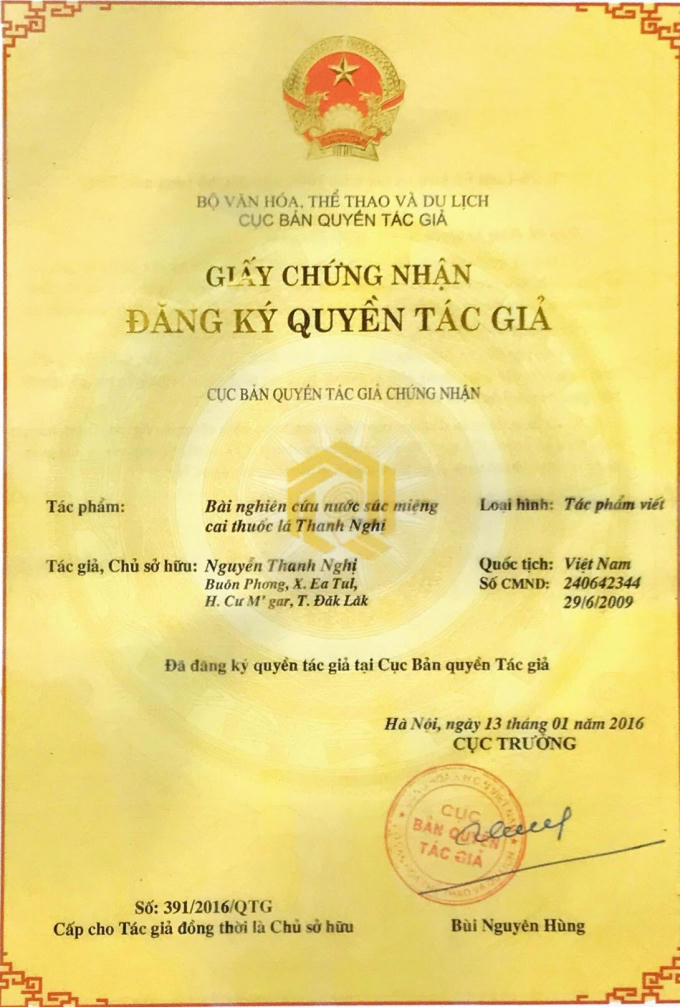 BỘ VĂN HÓA, THỂ THAO VÀ DU LỊCH
CỤC BẢN QUYỀN TÁC GIẢ
GIẤY CHỨNG NHẬN
ĐĂNG KÝ QUYỀN TÁC GIẢ
CỤC BẢN QUYỀN TÁC GIẢ CHỨNG NHẬN
Tác phẩm: Bài nghiên cứu nước súc miệng Loại hình: Tác phẩm viết
cai thuốc lá Thanh Nghị
Tác giả, Chủ sở hữu: Nguyễn Thanh Nghị Quốc tịch: Việt Nam
Buôn Phơng, X. Ea Tul, Số CMND: 240642344
H. Cư M'gar, T. Đăk Lăk 29/6/2009
Đã đăng ký quyền tác giả tại Cục Bản quyền Tác giả
Hà Nội, ngày 13 tháng 01 năm 2016
CỤC TRƯỞNG
CỤC
BẢN QUYỀN
TÁC GIẢ
Số: 391/2016/QTG
Cấp cho Tác giả đồng thời là Chủ sở hữu Bùi Nguyên Hùng